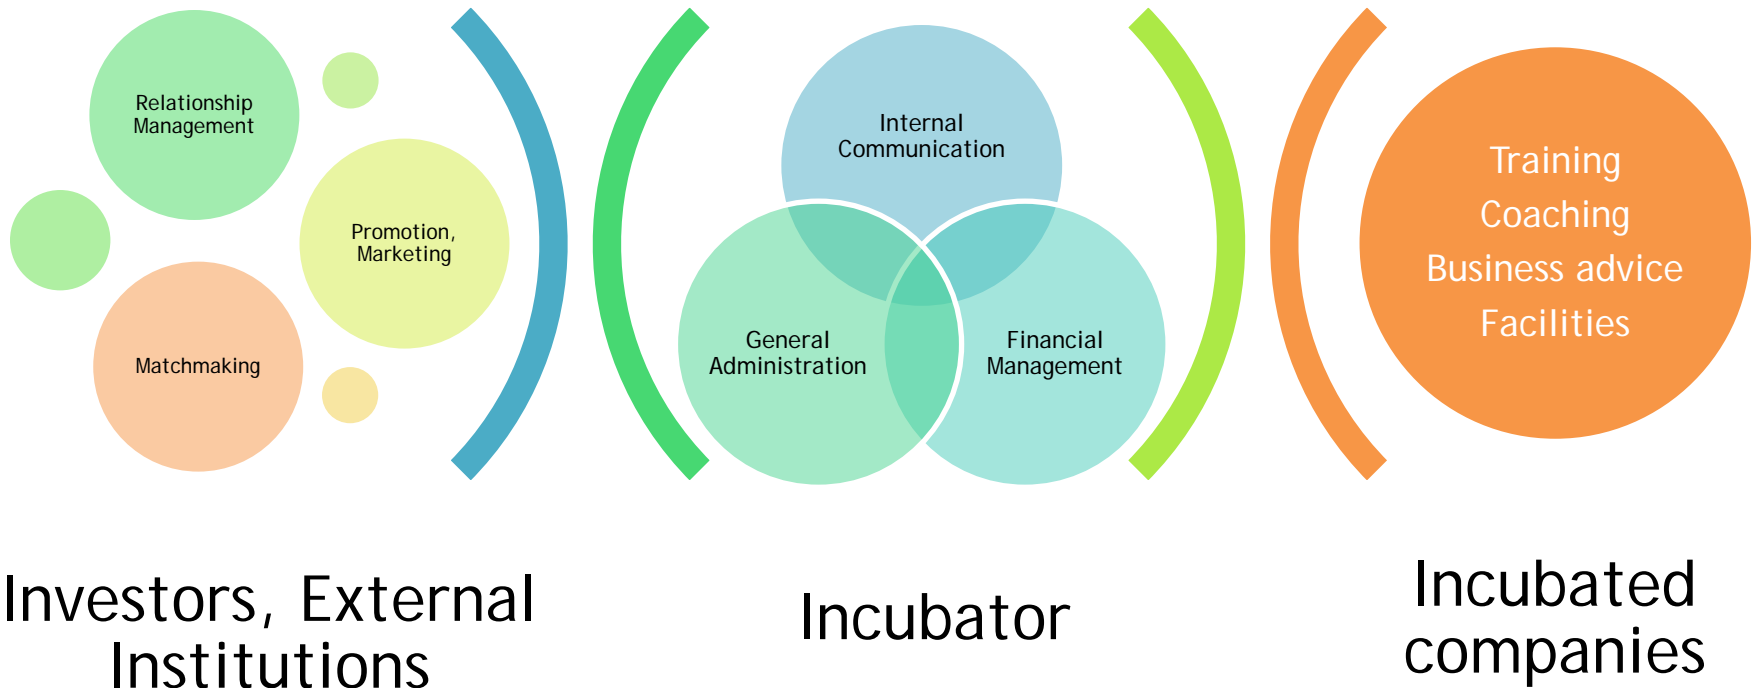 Relationship
Management
Promotion,
Marketing
Matchmaking
Internal
Communication
General
Administration
Financial
Management
Training
Coaching
Business advice
Facilities
Investors, External
Institutions
Incubator
Incubated
companies